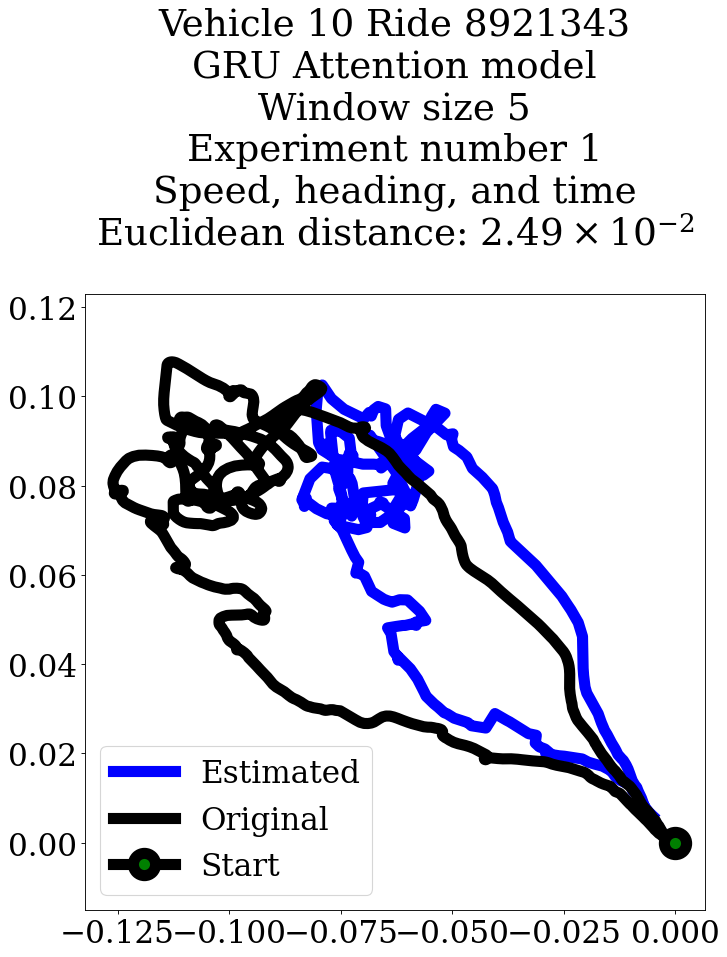 Vehicle 10 Ride 8921343
GRU Attention model
Window size 5
Experiment number 1
Speed, heading, and time
Euclidean distance: 2.49 × 10⁻²
0.12
0.10
0.08
0.06
0.04
0.02
0.00
Estimated
Original
Start
−0.125 −0.100 −0.075 −0.050 −0.025 0.000